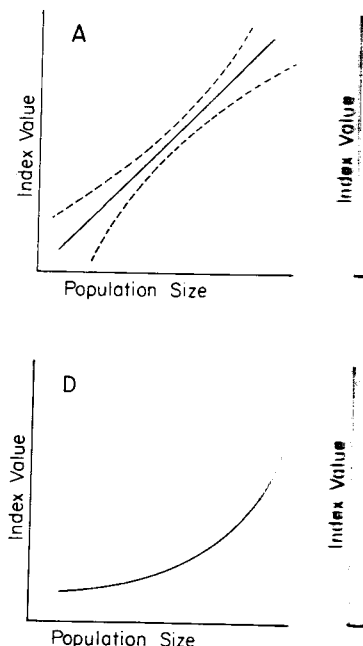 A
Index Value
Population Size
Index Value
D
Index Value
Population Size
Index Value